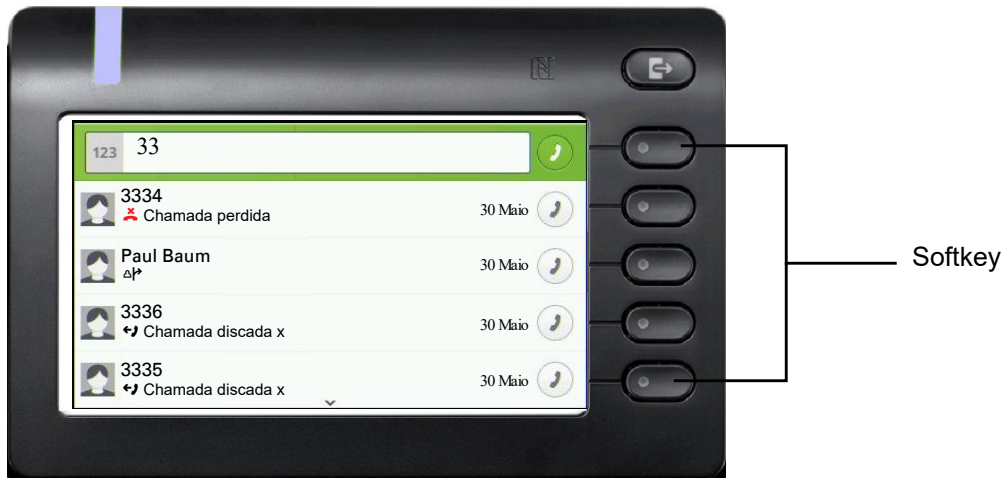 123 33
3334
Chamada perdida
30 Maio
Paul Baum
30 Maio
3336
Chamada discada x
30 Maio
3335
Chamada discada x
30 Maio
Softkey